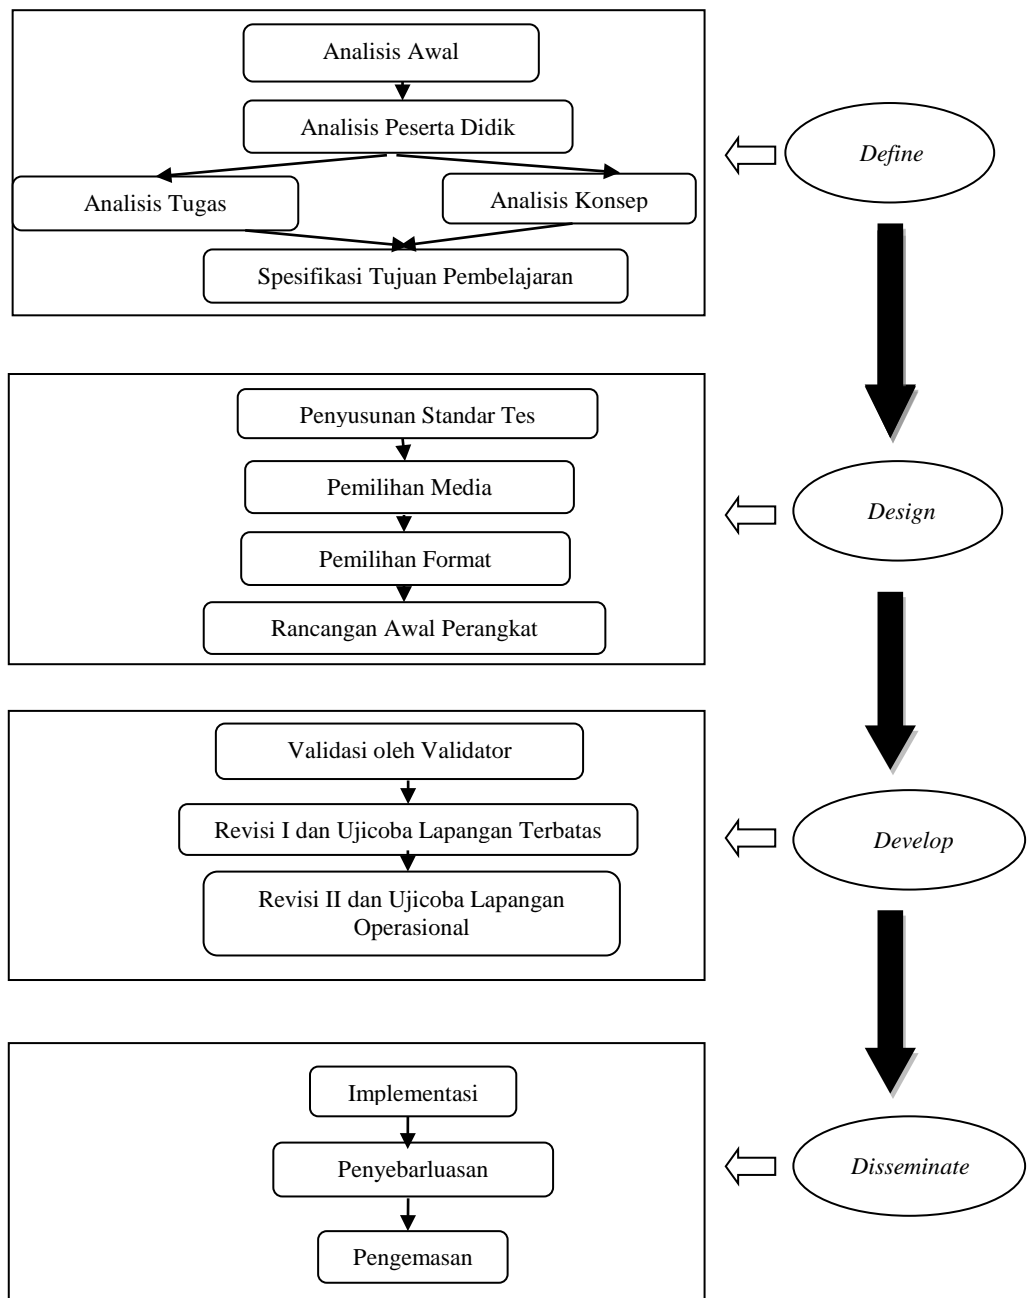 Analisis Awal
Analisis Peserta Didik
Analisis Tugas
Analisis Konsep
Spesifikasi Tujuan Pembelajaran
Define
Penyusunan Standar Tes
Pemilihan Media
Pemilihan Format
Rancangan Awal Perangkat
Design
Validasi oleh Validator
Revisi I dan Ujicoba Lapangan Terbatas
Revisi II dan Ujicoba Lapangan
Operasional
Develop
Implementasi
Penyebarluasan
Pengemasan
Disseminate